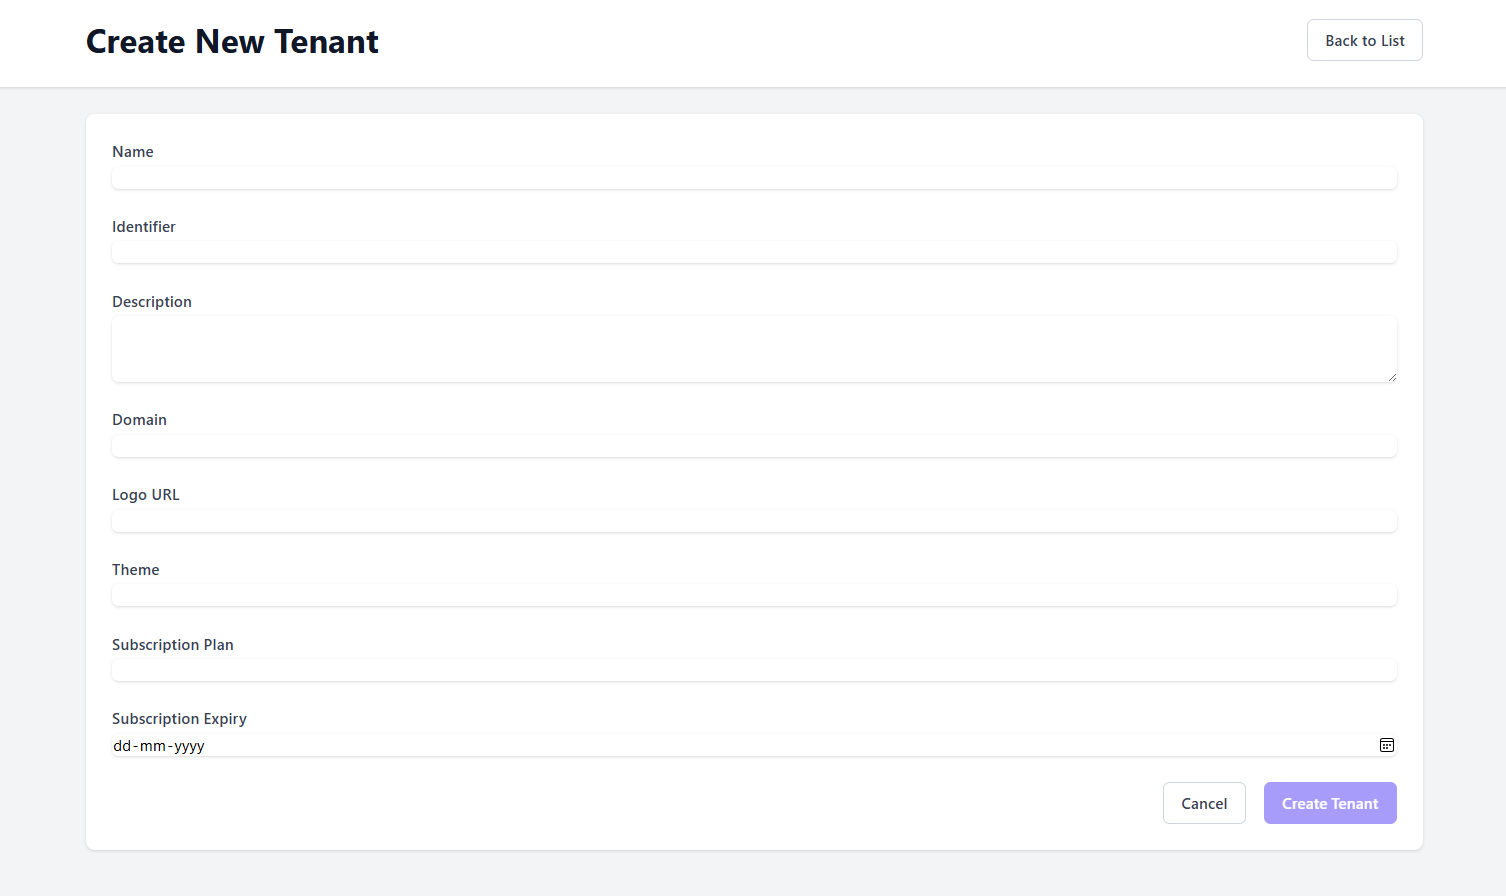 Create New Tenant
Back to List
Name
Identifier
Description
Domain
Logo URL
Theme
Subscription Plan
Subscription Expiry
dd-mm-yyyy
Cancel
Create Tenant